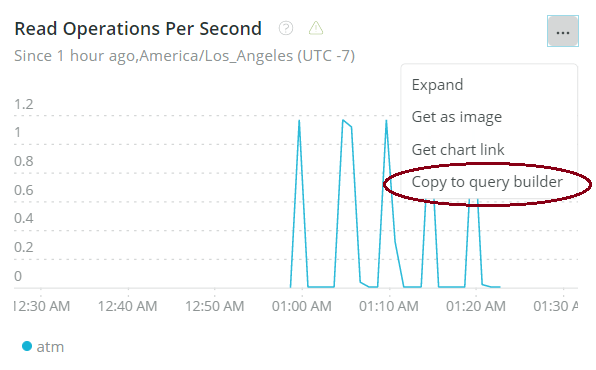 Read Operations Per Second
...
Since 1 hour ago,America/Los_Angeles (UTC -7)
Expand
Get as image
Get chart link
Copy to query builder
1.2
1
0.8
0.6
0.4
0.2
0
12:30 AM 12:40 AM 12:50 AM 01:00 AM 01:10 AM 01:20 AM 01:30 AM
atm